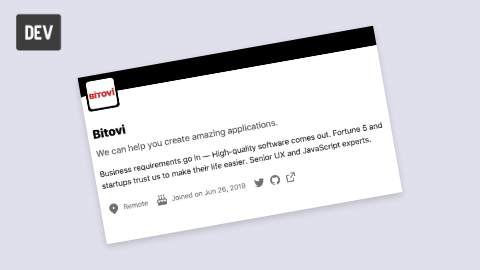 DEV
BiTOVi
Bitovi
We can help you create amazing applications.
Business requirements go in — High-quality software comes out. Fortune 5 and
startups trust us to make their life easier. Senior UX and JavaScript experts.
Remote Joined on Jun 26, 2019